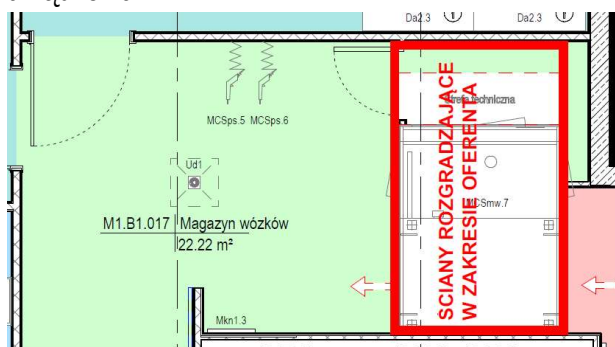 Da2.3
Da2.3
MCSps.5 MCSps.6
Strefa techniczna
ŚCIANY ROZGRADZAJĄCE
W ZAKRESIE OFERENTA
Ud1
MCSmw.7
M1.B1.017 Magazyn wózków
22.22 m²
Mkn1.3